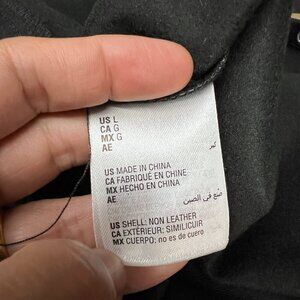 US L
CA G
MX G
AE كبير
US MADE IN CHINA
CA FABRIQUÉ EN CHINE
MX HECHO EN CHINA
AE صنع في الصين
US SHELL: NON LEATHER
CA EXTÉRIEUR: SIMILICUIR
MX CUERPO: no es de cuero